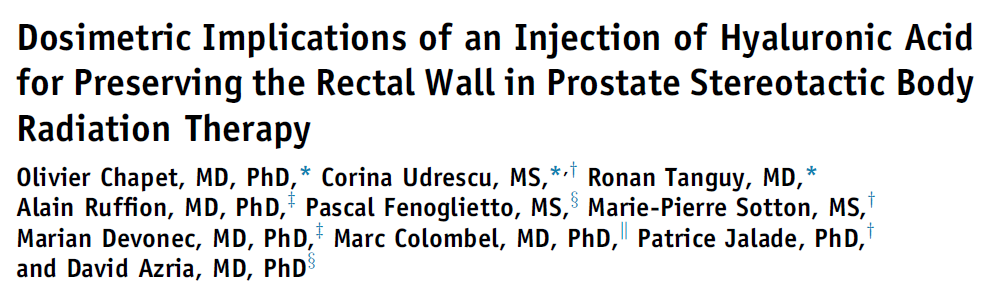 Dosimetric Implications of an Injection of Hyaluronic Acid
for Preserving the Rectal Wall in Prostate Stereotactic Body
Radiation Therapy
Olivier Chapet, MD, PhD,* Corina Udrescu, MS,*,† Ronan Tanguy, MD,*
Alain Ruffion, MD, PhD,‡ Pascal Fenoglietto, MS,§ Marie-Pierre Sotton, MS,†
Marian Devonec, MD, PhD,‡ Marc Colombel, MD, PhD,‖ Patrice Jalade, PhD,†
and David Azria, MD, PhD§